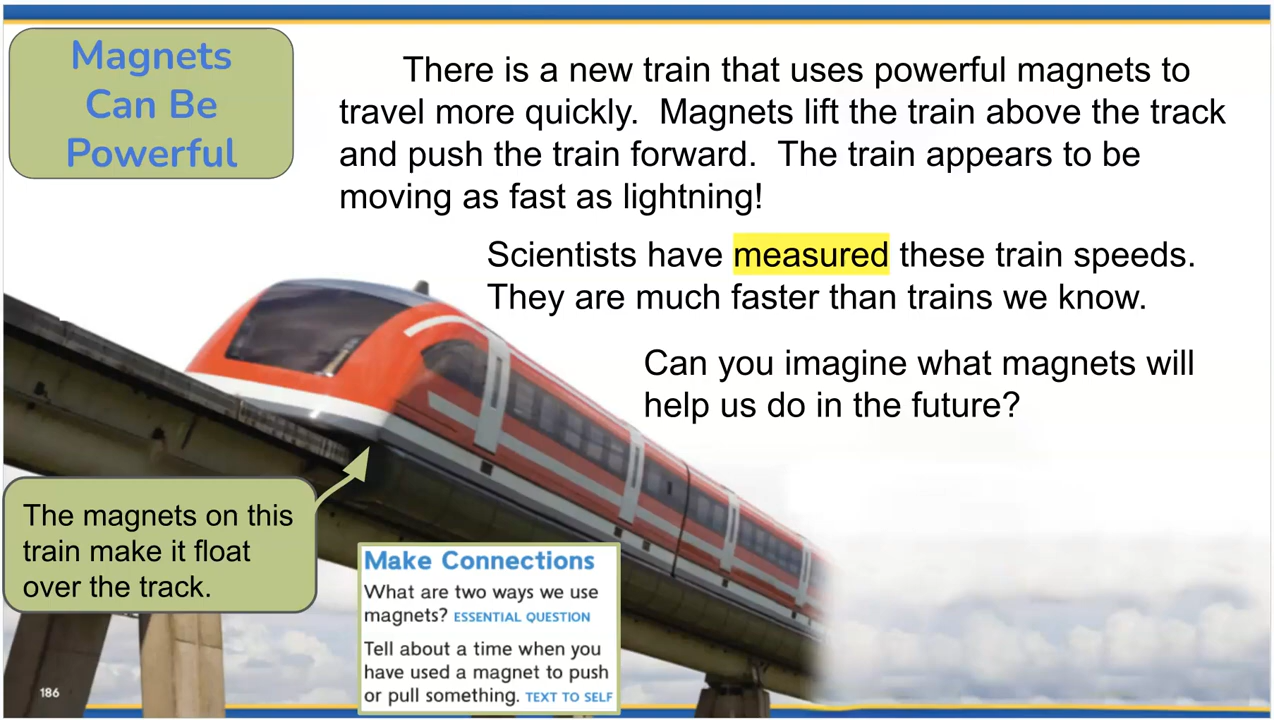 Magnets
Can Be
Powerful
There is a new train that uses powerful magnets to
travel more quickly.  Magnets lift the train above the track
and push the train forward.  The train appears to be
moving as fast as lightning!
Scientists have measured these train speeds.
They are much faster than trains we know.
Can you imagine what magnets will
help us do in the future?
The magnets on this
train make it float
over the track.
Make Connections
What are two ways we use
magnets? ESSENTIAL QUESTION
Tell about a time when you
have used a magnet to push
or pull something. TEXT TO SELF
186